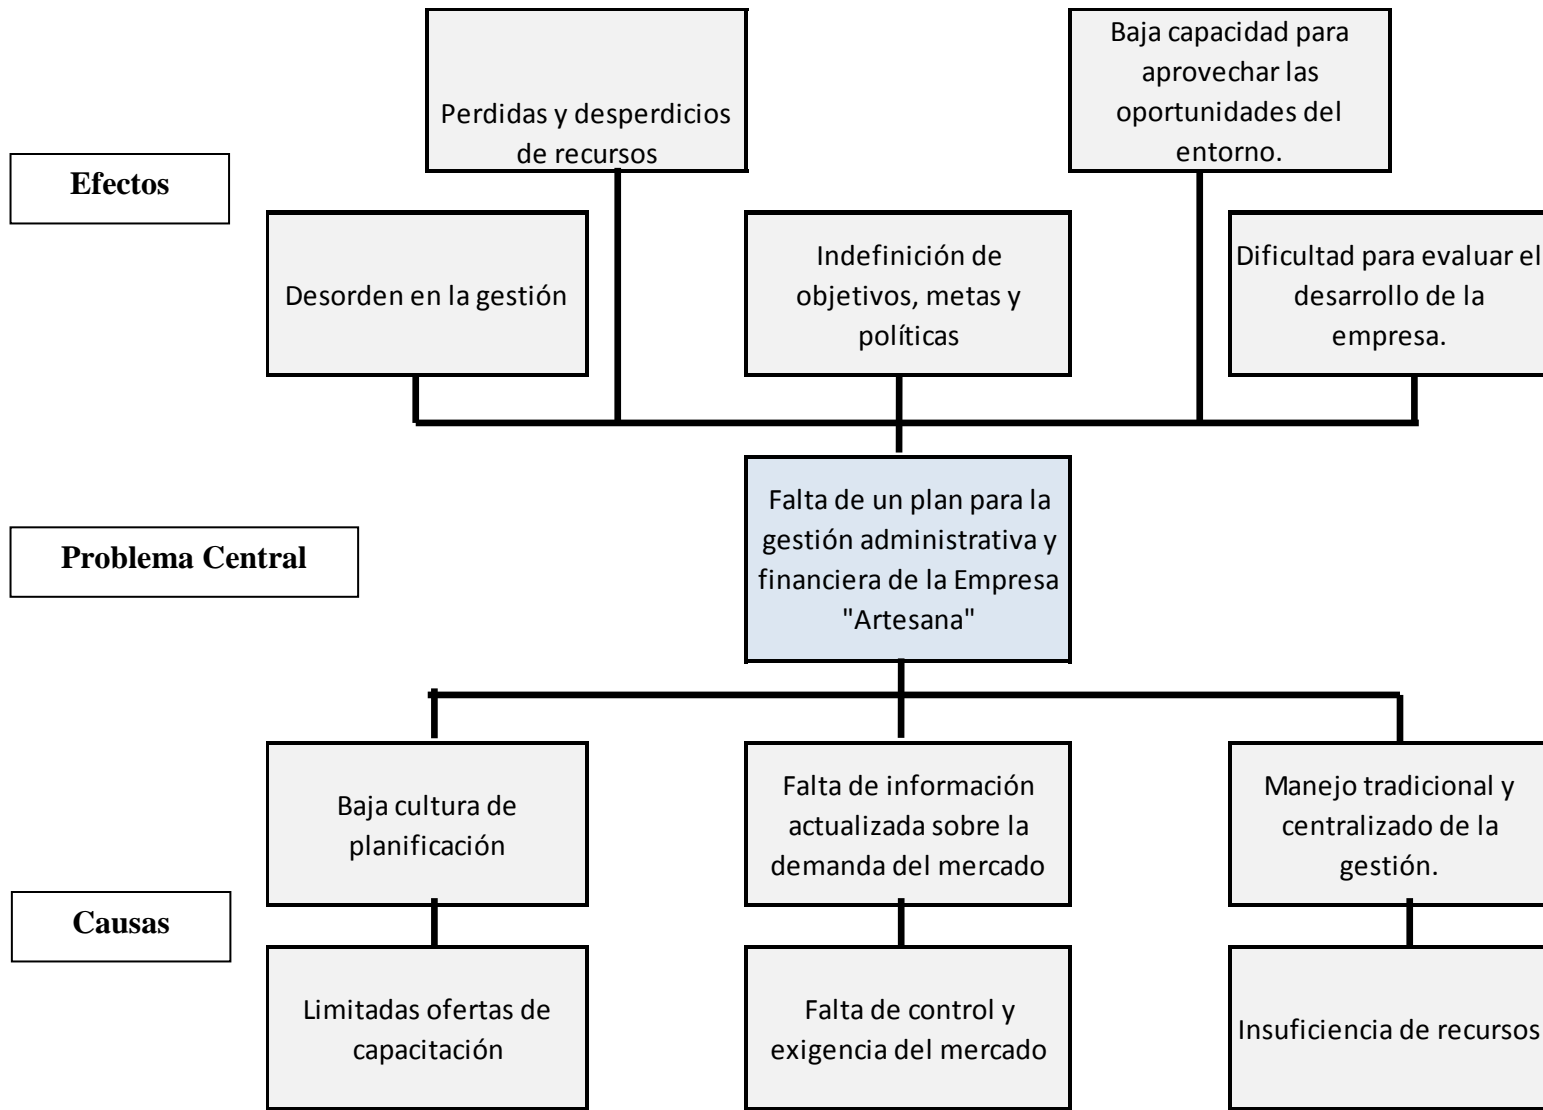 Perdidas y desperdicios
de recursos
Baja capacidad para
aprovechar las
oportunidades del
entorno.
Efectos
Desorden en la gestión
Indefinición de
objetivos, metas y
políticas
Dificultad para evaluar el
desarrollo de la
empresa.
Problema Central
Falta de un plan para la
gestión administrativa y
financiera de la Empresa
"Artesana"
Baja cultura de
planificación
Falta de información
actualizada sobre la
demanda del mercado
Manejo tradicional y
centralizado de la
gestión.
Causas
Limitadas ofertas de
capacitación
Falta de control y
exigencia del mercado
Insuficiencia de recursos